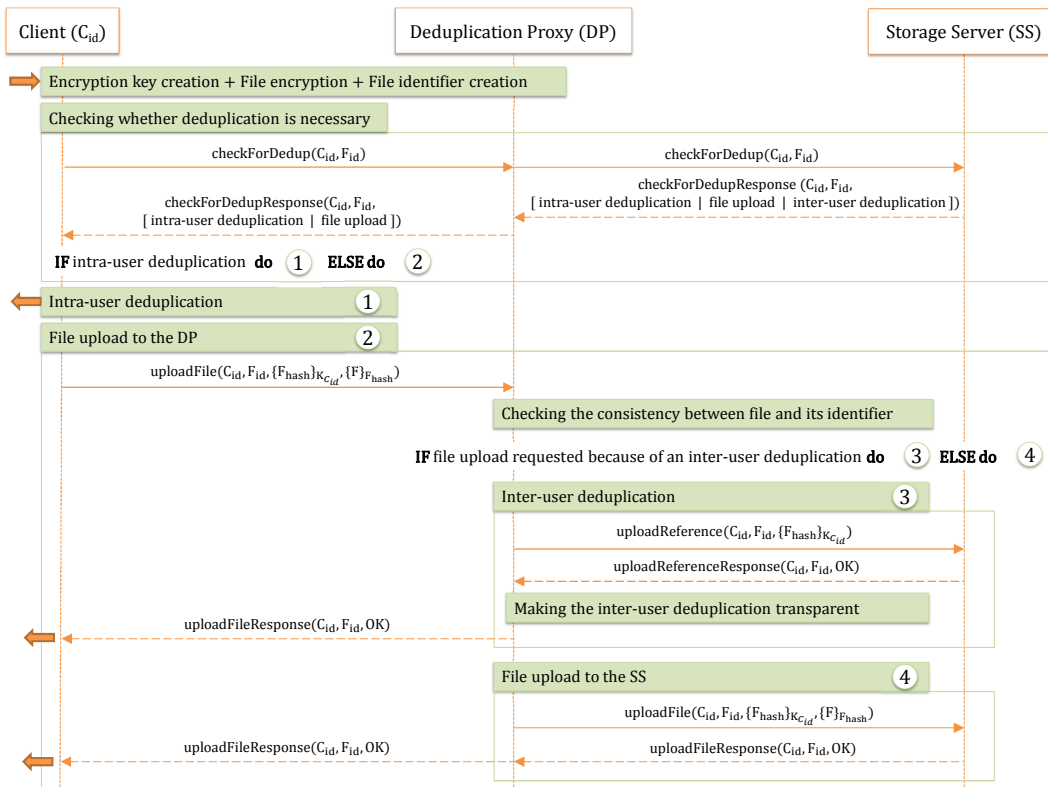 Client (C_id)
Deduplication Proxy (DP)
Storage Server (SS)
Encryption key creation + File encryption + File identifier creation
Checking whether deduplication is necessary
checkForDedup(C_id, F_id)
checkForDedup(C_id, F_id)
checkForDedupResponse (C_id, F_id,
[ intra-user deduplication | file upload | inter-user deduplication ])
checkForDedupResponse(C_id, F_id,
[ intra-user deduplication | file upload ])
IF intra-user deduplication do 1 ELSE do 2
Intra-user deduplication 1
File upload to the DP 2
uploadFile(C_id, F_id, {F_hash}_K_C_id, {F}_F_hash)
Checking the consistency between file and its identifier
IF file upload requested because of an inter-user deduplication do 3 ELSE do 4
Inter-user deduplication 3
uploadReference(C_id, F_id, {F_hash}_K_C_id)
uploadReferenceResponse(C_id, F_id, OK)
Making the inter-user deduplication transparent
uploadFileResponse(C_id, F_id, OK)
File upload to the SS 4
uploadFile(C_id, F_id, {F_hash}_K_C_id, {F}_F_hash)
uploadFileResponse(C_id, F_id, OK)
uploadFileResponse(C_id, F_id, OK)